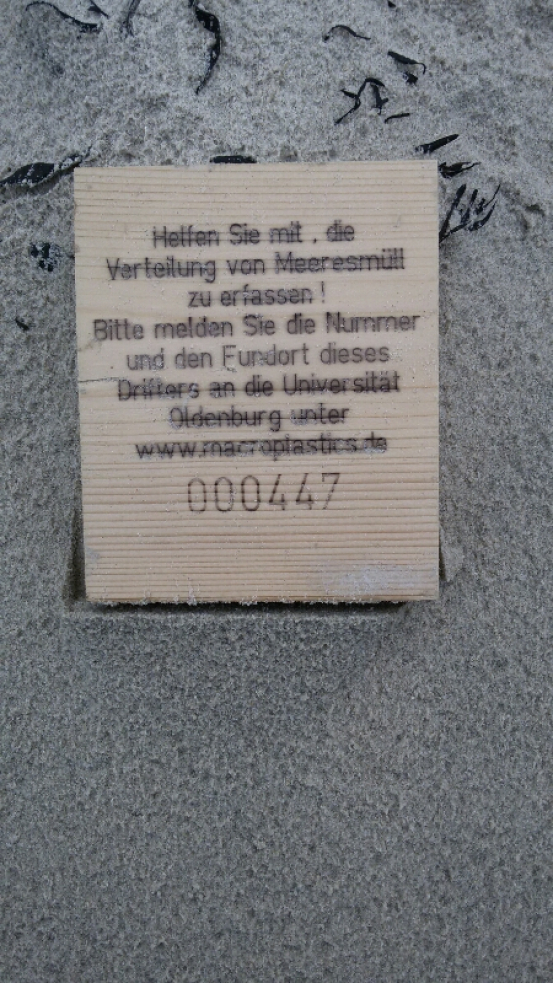 Helfen Sie mit , die
Verteilung von Meeresmüll
zu erfassen !
Bitte melden Sie die Nummer
und den Fundort dieses
Drifters an die Universität
Oldenburg unter
www.macroplastics.de
000447